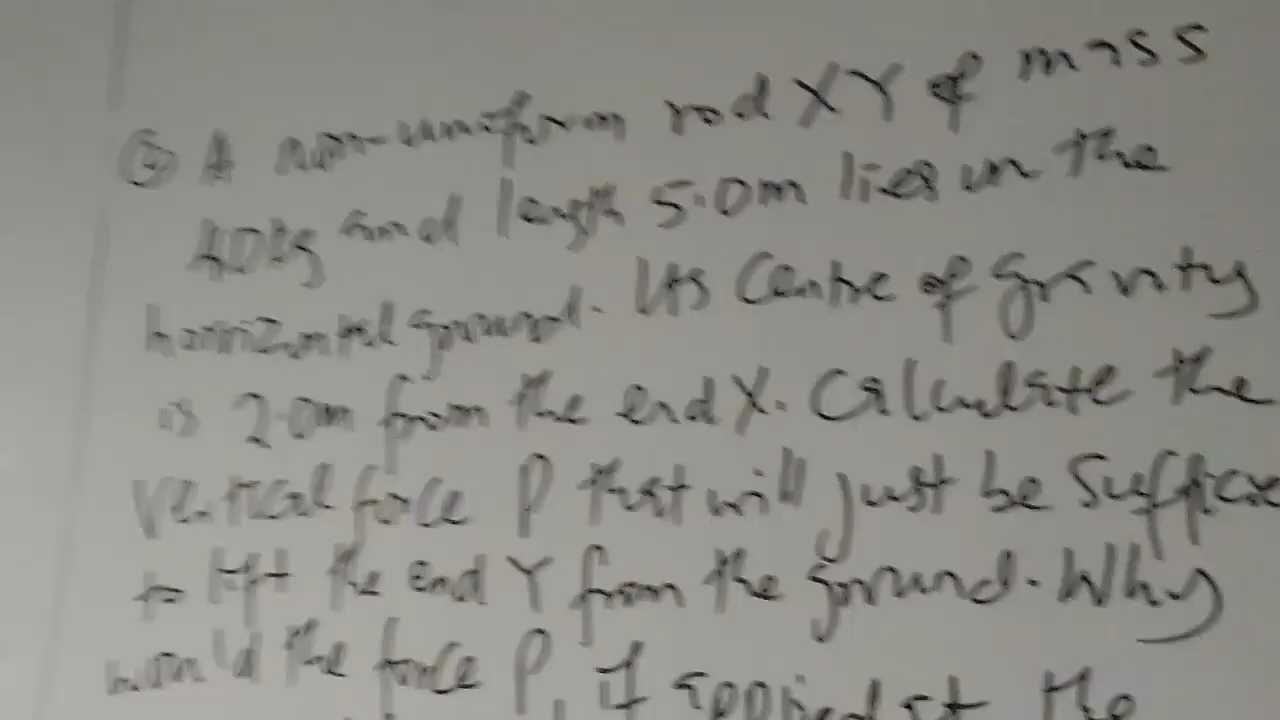 A non-uniform rod XY of mass
40kg and length 5.0m lies on the
horizontal ground. Its centre of gravity
is 2.0m from the end X. Calculate the
vertical force P that will just be
to lift the end Y from the ground. Why
would the force P, if applied at the